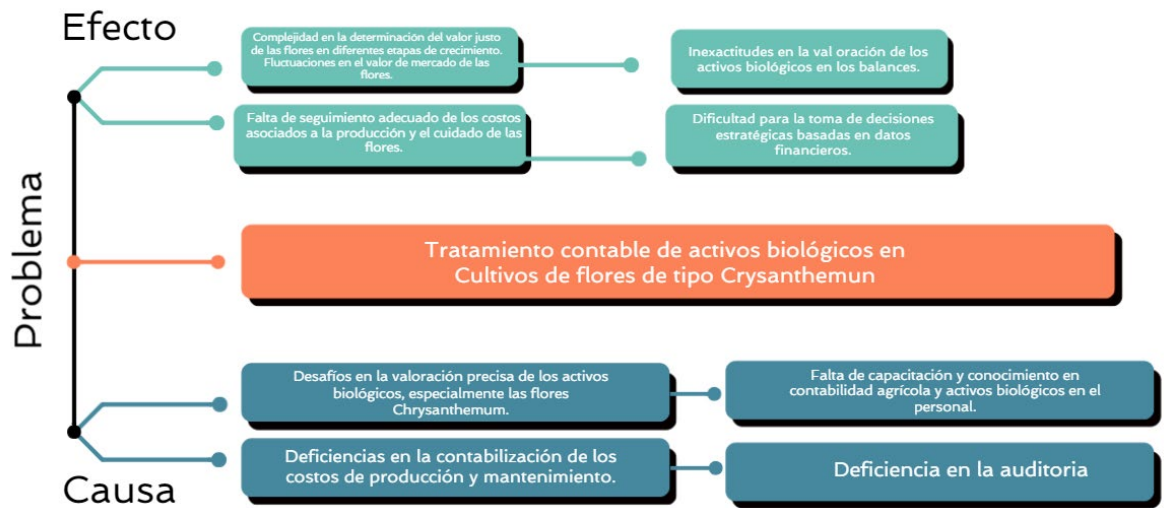 Efecto
Complejidad en la determinación del valor justo
de las flores en diferentes etapas de crecimiento.
Fluctuaciones en el valor de mercado de las
flores.
Inexactitudes en la val oración de los
activos biológicos en los balances.
Falta de seguimiento adecuado de los costos
asociados a la producción y el cuidado de las
flores.
Dificultad para la toma de decisiones
estratégicas basadas en datos
financieros.
Problema
Tratamiento contable de activos biológicos en
Cultivos de flores de tipo Crysanthemun
Desafíos en la valoración precisa de los activos
biológicos, especialmente las flores
Chrysanthemum.
Falta de capacitación y conocimiento en
contabilidad agrícola y activos biológicos en el
personal.
Deficiencias en la contabilización de los
costos de producción y mantenimiento.
Deficiencia en la auditoria
Causa